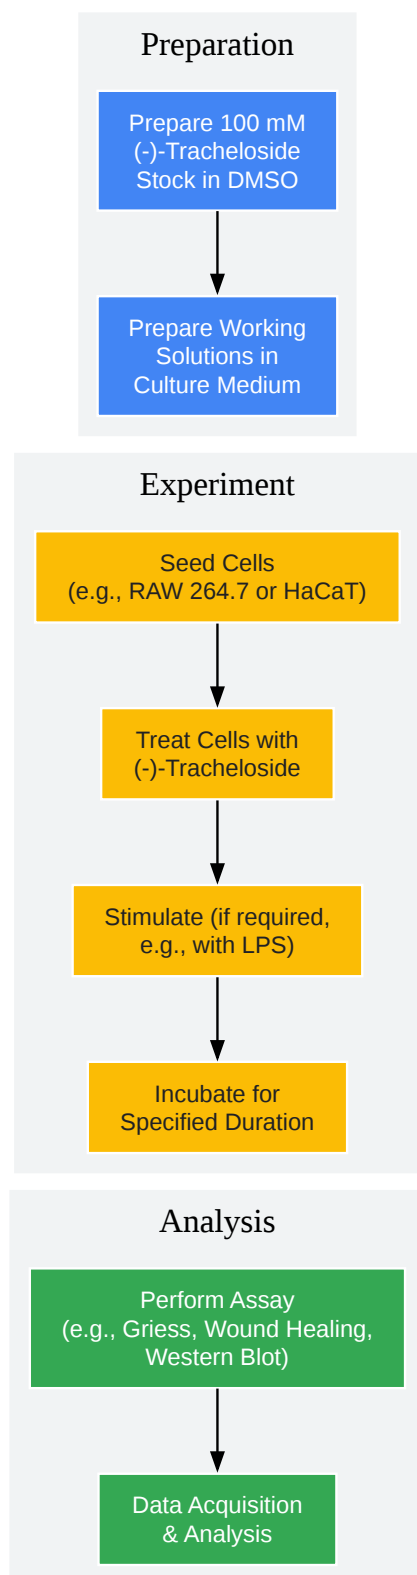 Preparation
Prepare 100 mM
(-)-Tracheloside
Stock in DMSO
Prepare Working
Solutions in
Culture Medium
Experiment
Seed Cells
(e.g., RAW 264.7 or HaCaT)
Treat Cells with
(-)-Tracheloside
Stimulate (if required,
e.g., with LPS)
Incubate for
Specified Duration
Analysis
Perform Assay
(e.g., Griess, Wound Healing,
Western Blot)
Data Acquisition
& Analysis